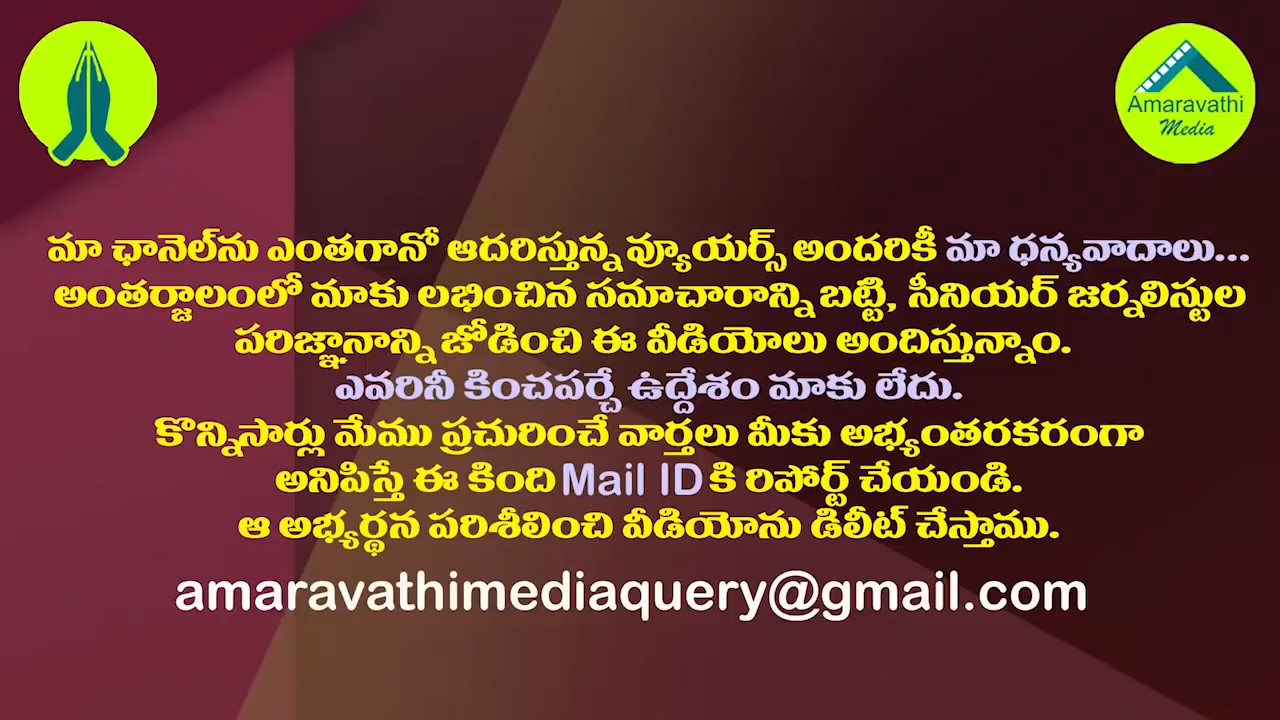 Amaravathi
Media
మా ఛానెల్‌ను ఎంతగానో ఆదరిస్తున్న వ్యూయర్స్ అందరికీ మా ధన్యవాదాలు...
అంతర్జాలంలో మాకు లభించిన సమాచారాన్ని బట్టి, సీనియర్ జర్నలిస్టుల
పరిజ్ఞానాన్ని జోడించి ఈ వీడియోలు అందిస్తున్నాం.
ఎవరినీ కించపర్చే ఉద్దేశం మాకు లేదు.
కొన్నిసార్లు మేము ప్రచురించే వార్తలు మీకు అభ్యంతరకరంగా
అనిపిస్తే ఈ కింది Mail ID కి రిపోర్ట్ చేయండి.
ఆ అభ్యర్థన పరిశీలించి వీడియోను డిలీట్ చేస్తాము.
amaravathimediaquery@gmail.com